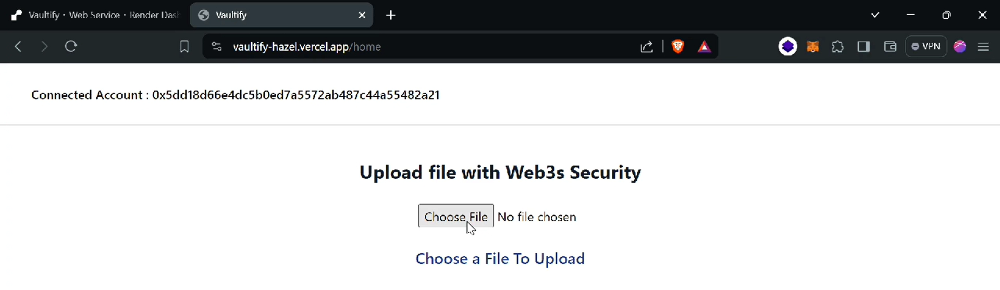 Vaultify · Web Service · Render Dash
Vaultify
vaultify-hazel.vercel.app/home
VPN
Connected Account : 0x5dd18d66e4dc5b0ed7a5572ab487c44a55482a21
Upload file with Web3s Security
Choose File No file chosen
Choose a File To Upload